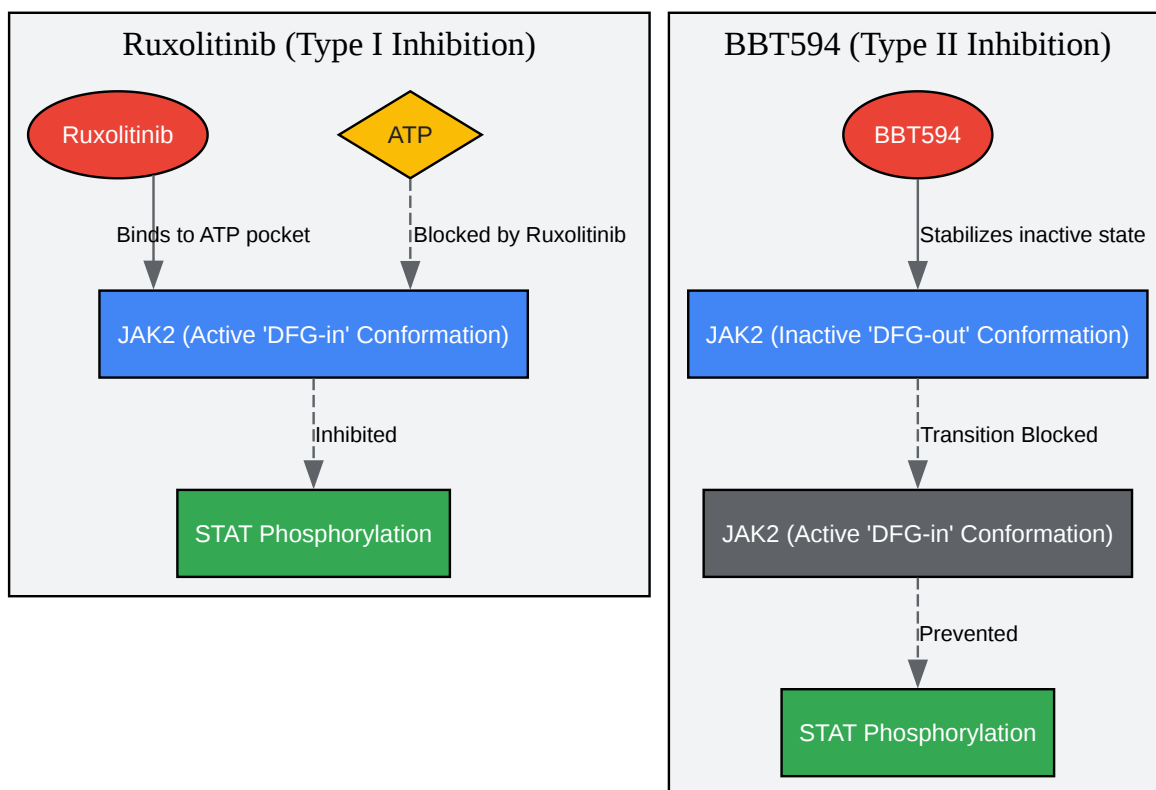 Ruxolitinib (Type I Inhibition)
Ruxolitinib
ATP
Binds to ATP pocket
Blocked by Ruxolitinib
JAK2 (Active 'DFG-in' Conformation)
Inhibited
STAT Phosphorylation
BBT594 (Type II Inhibition)
BBT594
Stabilizes inactive state
JAK2 (Inactive 'DFG-out' Conformation)
Transition Blocked
JAK2 (Active 'DFG-in' Conformation)
Prevented
STAT Phosphorylation